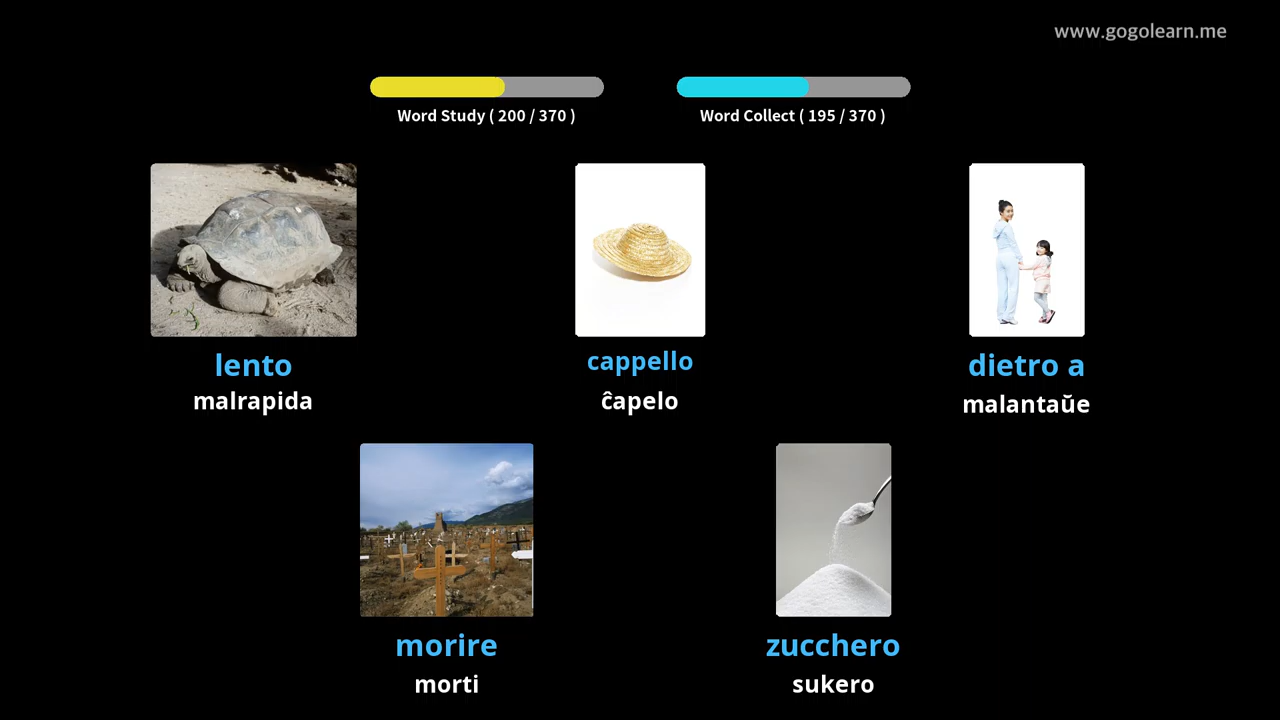 www.gogolearn.me
Word Study ( 200 / 370 )
Word Collect ( 195 / 370 )
lento
malrapida
cappello
ĉapelo
dietro a
malantaŭe
morire
morti
zucchero
sukero